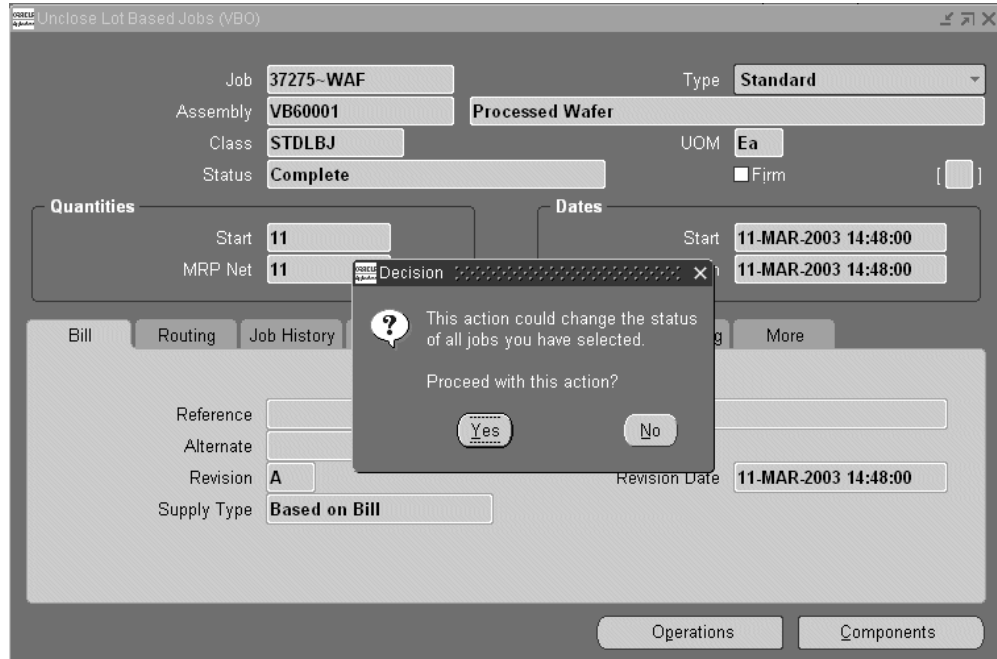 Unclose Lot Based Jobs (VBO)
Job 37275~WAF Type Standard
Assembly VB60001 Processed Wafer
Class STDLBJ UOM Ea
Status Complete Firm [ ]
Quantities Dates
Start 11 Start 11-MAR-2003 14:48:00
MRP Net 11 11-MAR-2003 14:48:00
ORACLE Decision
This action could change the status
of all jobs you have selected.
Proceed with this action?
Yes No
Bill Routing Job History More
Reference
Alternate
Revision A Revision Date 11-MAR-2003 14:48:00
Supply Type Based on Bill
Operations Components